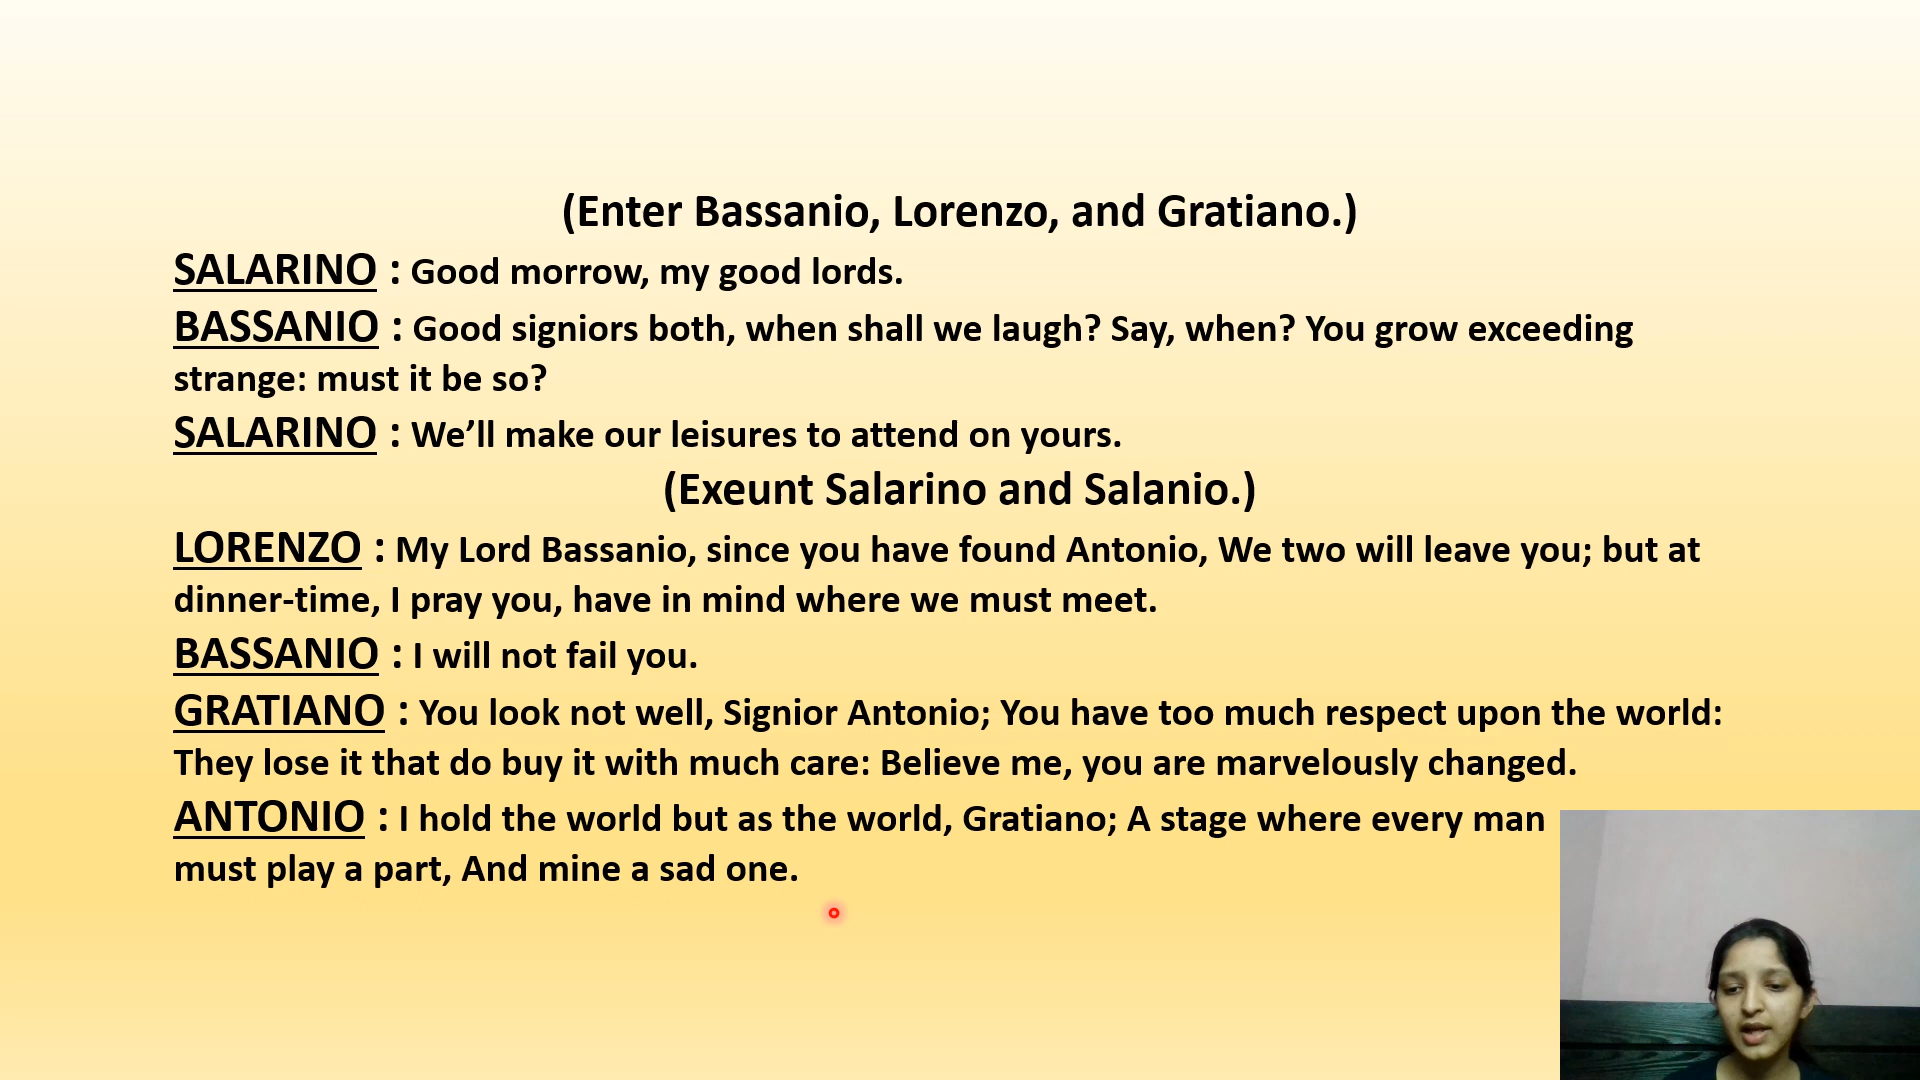 (Enter Bassanio, Lorenzo, and Gratiano.)
SALARINO : Good morrow, my good lords.
BASSANIO : Good signiors both, when shall we laugh? Say, when? You grow exceeding
strange: must it be so?
SALARINO : We’ll make our leisures to attend on yours.
(Exeunt Salarino and Salanio.)
LORENZO : My Lord Bassanio, since you have found Antonio, We two will leave you; but at
dinner-time, I pray you, have in mind where we must meet.
BASSANIO : I will not fail you.
GRATIANO : You look not well, Signior Antonio; You have too much respect upon the world:
They lose it that do buy it with much care: Believe me, you are marvelously changed.
ANTONIO : I hold the world but as the world, Gratiano; A stage where every man
must play a part, And mine a sad one.